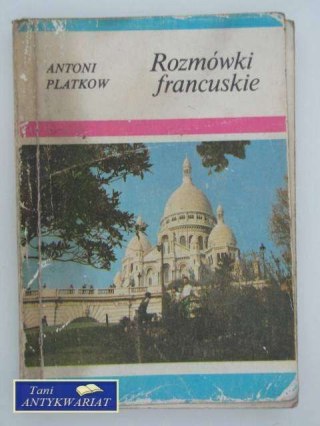 ANTONI
PLATKOW
Rozmówki
francuskie
Tani
ANTYKWARIAT